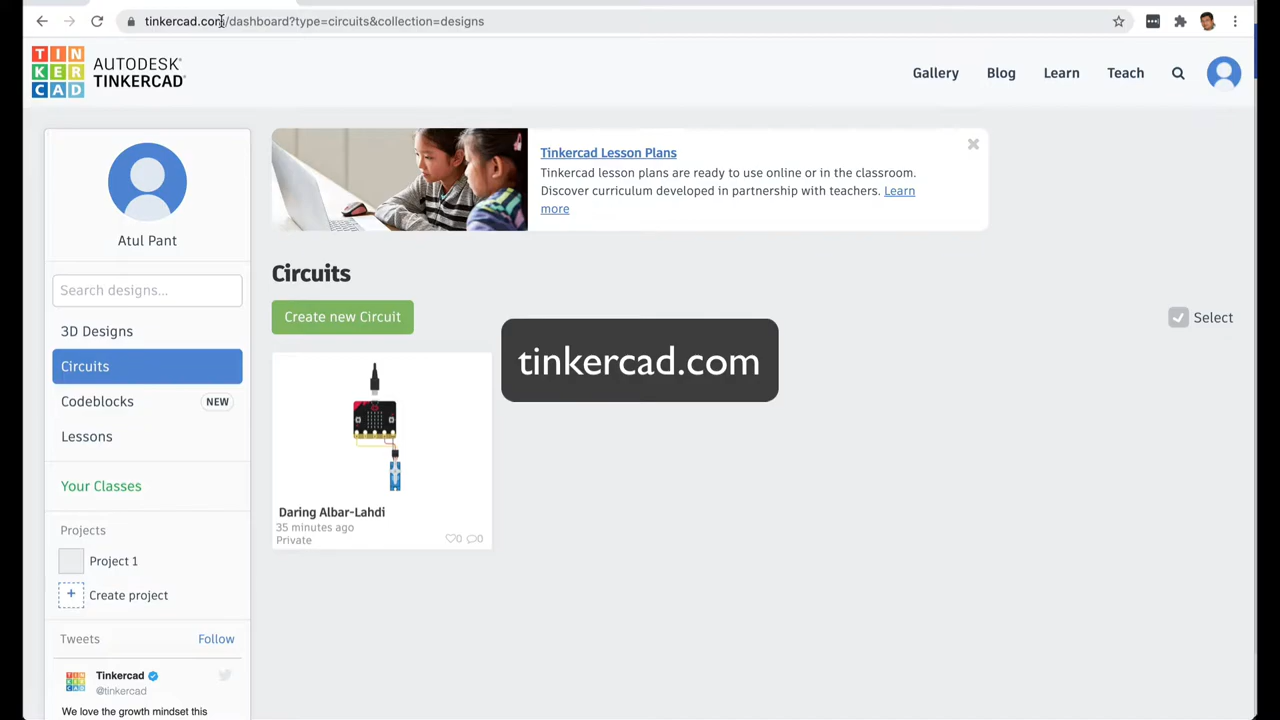 tinkercad.com/dashboard?type=circuits&collection=designs
TIN
KER
CAD
AUTODESK®
TINKERCAD®
Gallery
Blog
Learn
Teach
Atul Pant
Search designs...
3D Designs
Circuits
Codeblocks NEW
Lessons
Your Classes
Projects
Project 1
+ Create project
Tweets Follow
TIN
KER
CAD
Tinkercad
@tinkercad
We love the growth mindset this
Tinkercad Lesson Plans
Tinkercad lesson plans are ready to use online or in the classroom.
Discover curriculum developed in partnership with teachers. Learn
more
Circuits
Create new Circuit
Select
tinkercad.com
Daring Albar-Lahdi
35 minutes ago
Private
0 0